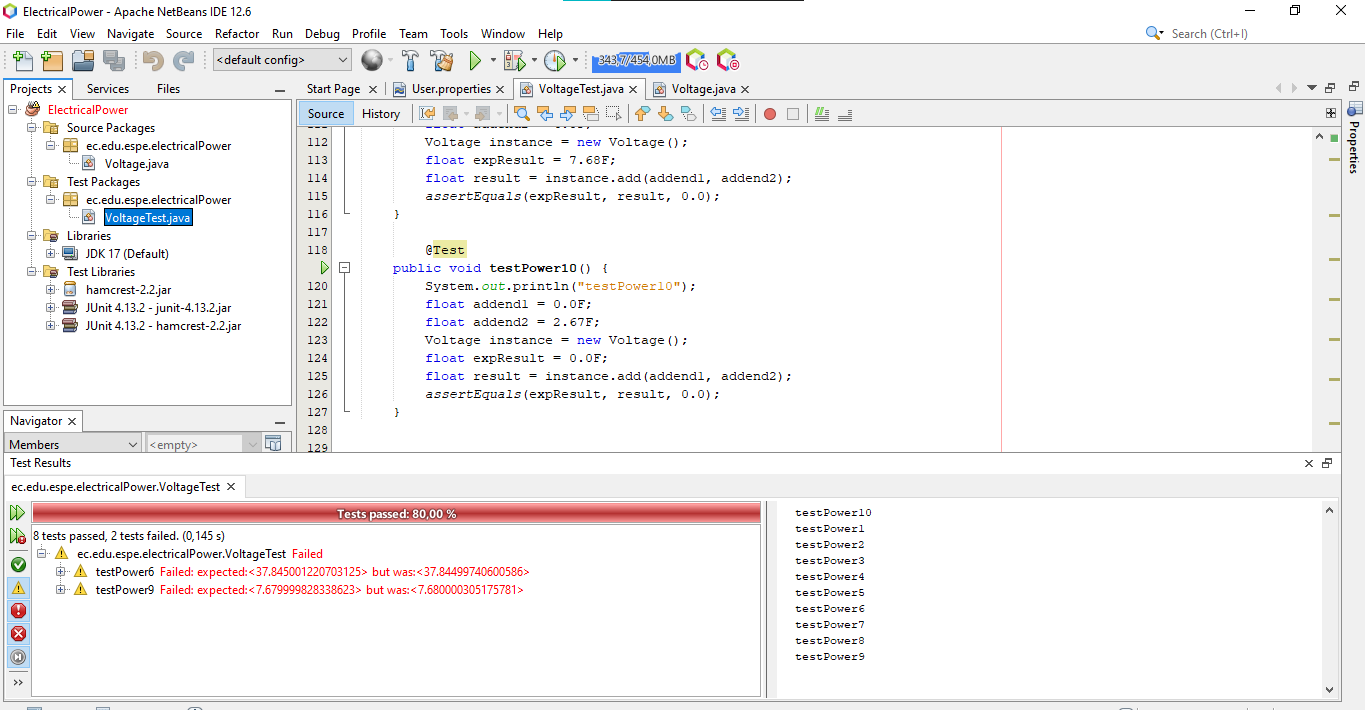 ElectricalPower - Apache NetBeans IDE 12.6
File Edit View Navigate Source Refactor Run Debug Profile Team Tools Window Help
Search (Ctrl+I)
<default config>
343,7/454,0MB
Projects Services Files
ElectricalPower
Source Packages
ec.edu.espe.electricalPower
Voltage.java
Test Packages
ec.edu.espe.electricalPower
VoltageTest.java
Libraries
JDK 17 (Default)
Test Libraries
hamcrest-2.2.jar
JUnit 4.13.2 - junit-4.13.2.jar
JUnit 4.13.2 - hamcrest-2.2.jar
Navigator
Members
<empty>
Start Page User.properties VoltageTest.java Voltage.java
Source History
112 Voltage instance = new Voltage();
113 float expResult = 7.68F;
114 float result = instance.add(addend1, addend2);
115 assertEquals(expResult, result, 0.0);
116 }
117
118 @Test
public void testPower10() {
120 System.out.println("testPower10");
121 float addend1 = 0.0F;
122 float addend2 = 2.67F;
123 Voltage instance = new Voltage();
124 float expResult = 0.0F;
125 float result = instance.add(addend1, addend2);
126 assertEquals(expResult, result, 0.0);
127 }
128
129
Properties
Test Results
ec.edu.espe.electricalPower.VoltageTest
Tests passed: 80,00 %
8 tests passed, 2 tests failed. (0,145 s)
ec.edu.espe.electricalPower.VoltageTest Failed
testPower6 Failed: expected:<37.845001220703125> but was:<37.84499740600586>
testPower9 Failed: expected:<7.679999828338623> but was:<7.680000305175781>
testPower10
testPower1
testPower2
testPower3
testPower4
testPower5
testPower6
testPower7
testPower8
testPower9